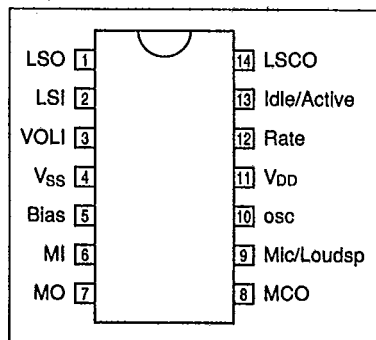 LSO 1 14 LSCO
LSI 2 13 Idle/Active
VOLI 3 12 Rate
VSS 4 11 VDD
Bias 5 10 osc
MI 6 9 Mic/Loudsp
MO 7 8 MCO